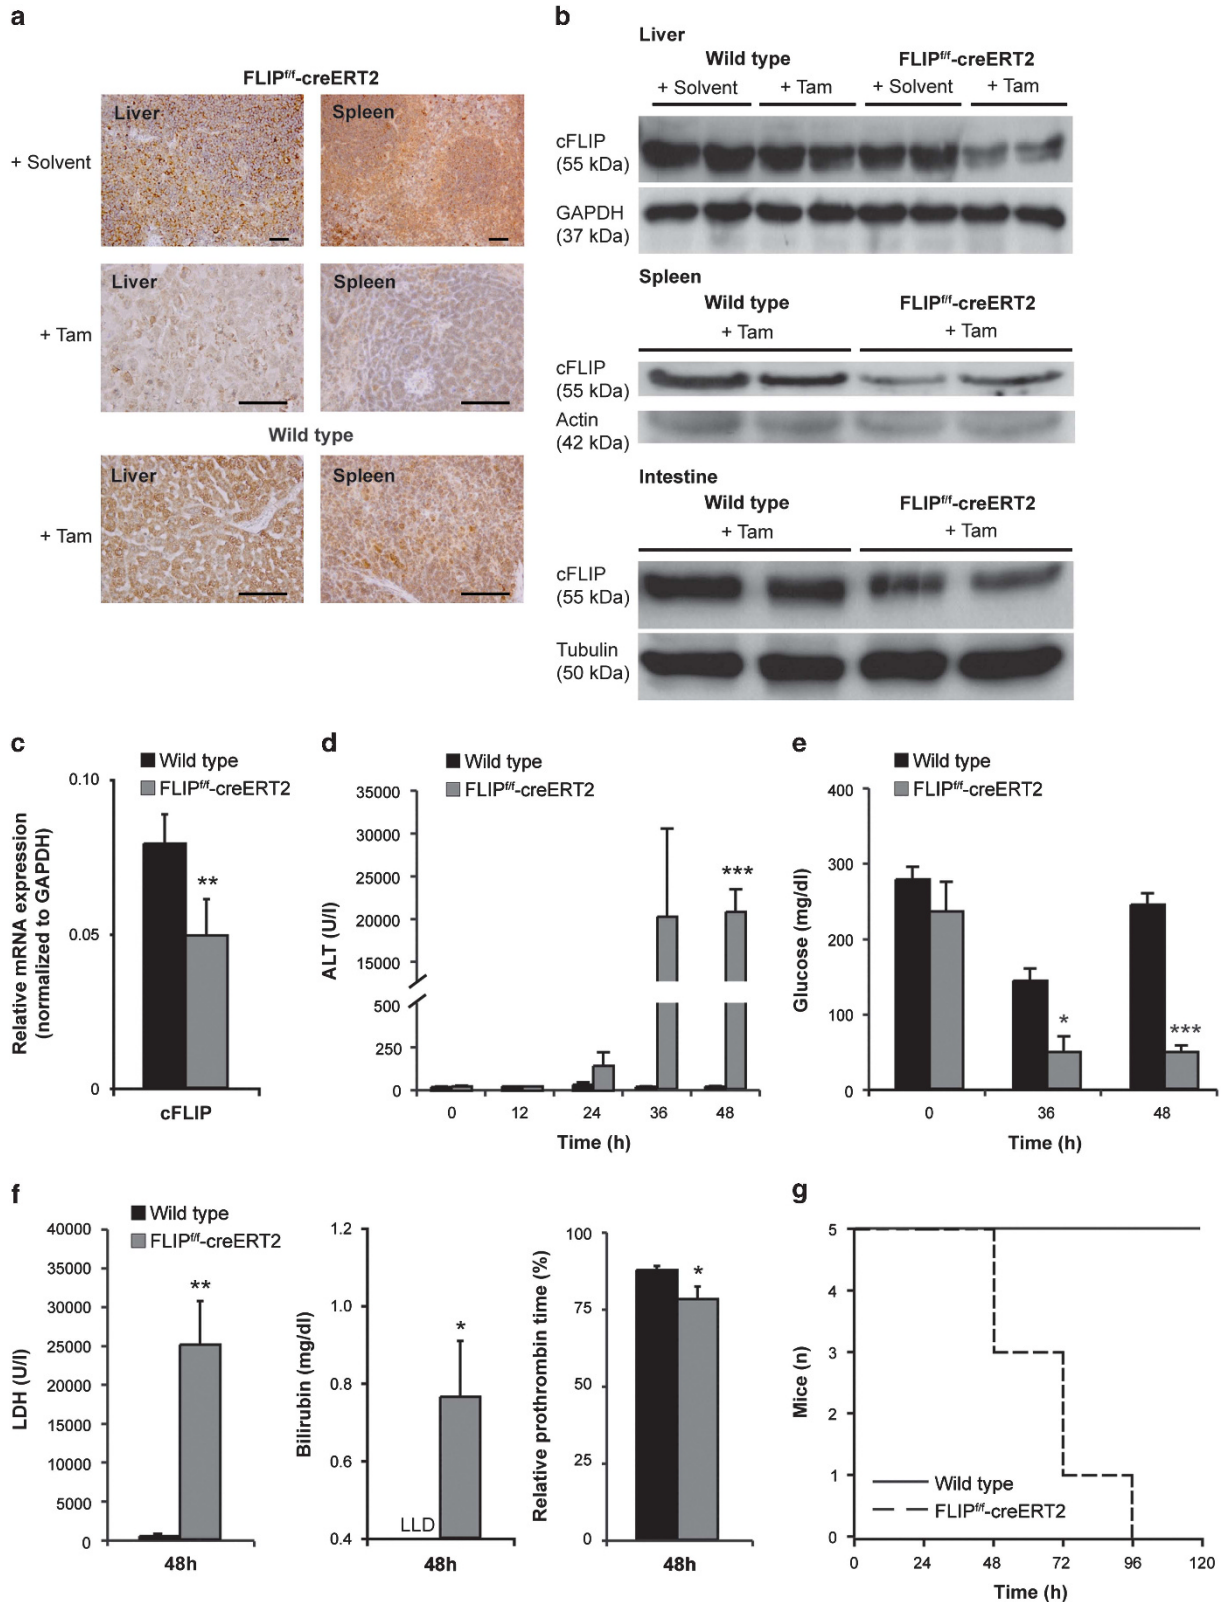 a
FLIPf/f-creERT2
+ Solvent
Liver
Spleen
+ Tam
Liver
Spleen
Wild type
+ Tam
Liver
Spleen
b
Liver
Wild type
FLIPf/f-creERT2
+ Solvent
+ Tam
+ Solvent
+ Tam
cFLIP
(55 kDa)
GAPDH
(37 kDa)
Spleen
Wild type
FLIPf/f-creERT2
+ Tam
+ Tam
cFLIP
(55 kDa)
Actin
(42 kDa)
Intestine
Wild type
FLIPf/f-creERT2
+ Tam
+ Tam
cFLIP
(55 kDa)
Tubulin
(50 kDa)
c
Wild type
FLIPf/f-creERT2
Relative mRNA expression
(normalized to GAPDH)
0.10
0.05
0
**
cFLIP
d
Wild type
FLIPf/f-creERT2
ALT (U/l)
35000
30000
25000
20000
15000
500
250
0
***
0 12 24 36 48
Time (h)
e
Wild type
FLIPf/f-creERT2
Glucose (mg/dl)
400
300
200
100
0
*
***
0 36 48
Time (h)
f
Wild type
FLIPf/f-creERT2
LDH (U/l)
40000
35000
30000
25000
20000
15000
10000
5000
0
**
48h
Bilirubin (mg/dl)
1.2
1.0
0.8
0.6
0.4
*
LLD
48h
Relative prothrombin time (%)
100
75
50
25
0
*
48h
g
Mice (n)
5
4
3
2
1
0
Wild type
FLIPf/f-creERT2
0 24 48 72 96 120
Time (h)